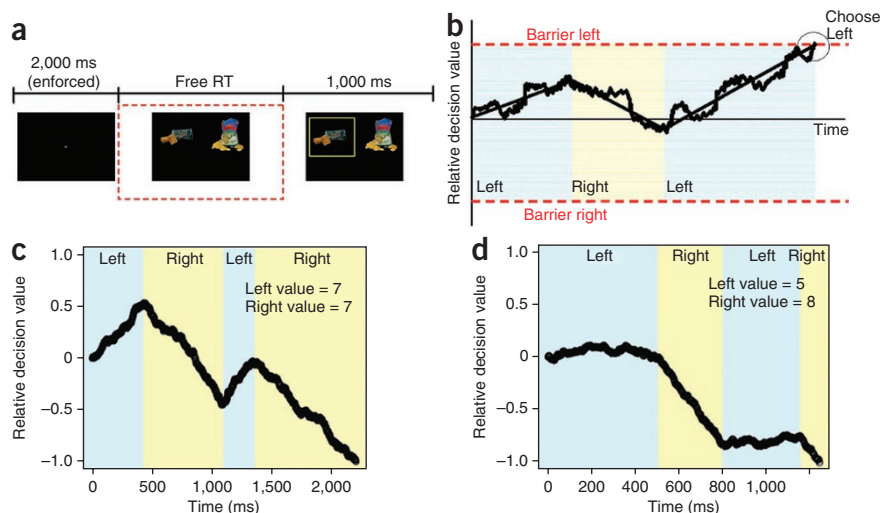 a
2,000 ms
(enforced)
Free RT
1,000 ms
b
Relative decision value
Barrier left
Choose
Left
Time
Left
Right
Left
Barrier right
c
Relative decision value
1.0
0.5
0
–0.5
–1.0
Left
Right
Left
Right
Left value = 7
Right value = 7
0
500
1,000
1,500
2,000
Time (ms)
d
Relative decision value
1.0
0.5
0
–0.5
–1.0
Left
Right
Left
Right
Left value = 5
Right value = 8
0
200
400
600
800
1,000
Time (ms)